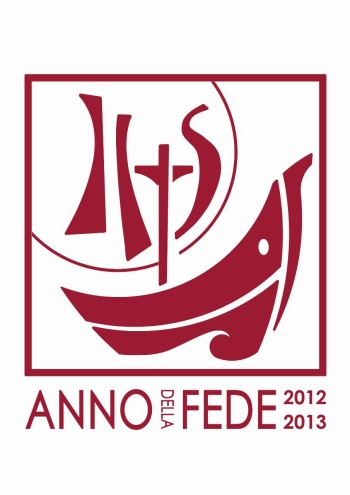 IHS
ANNO DELLA FEDE 2012
2013